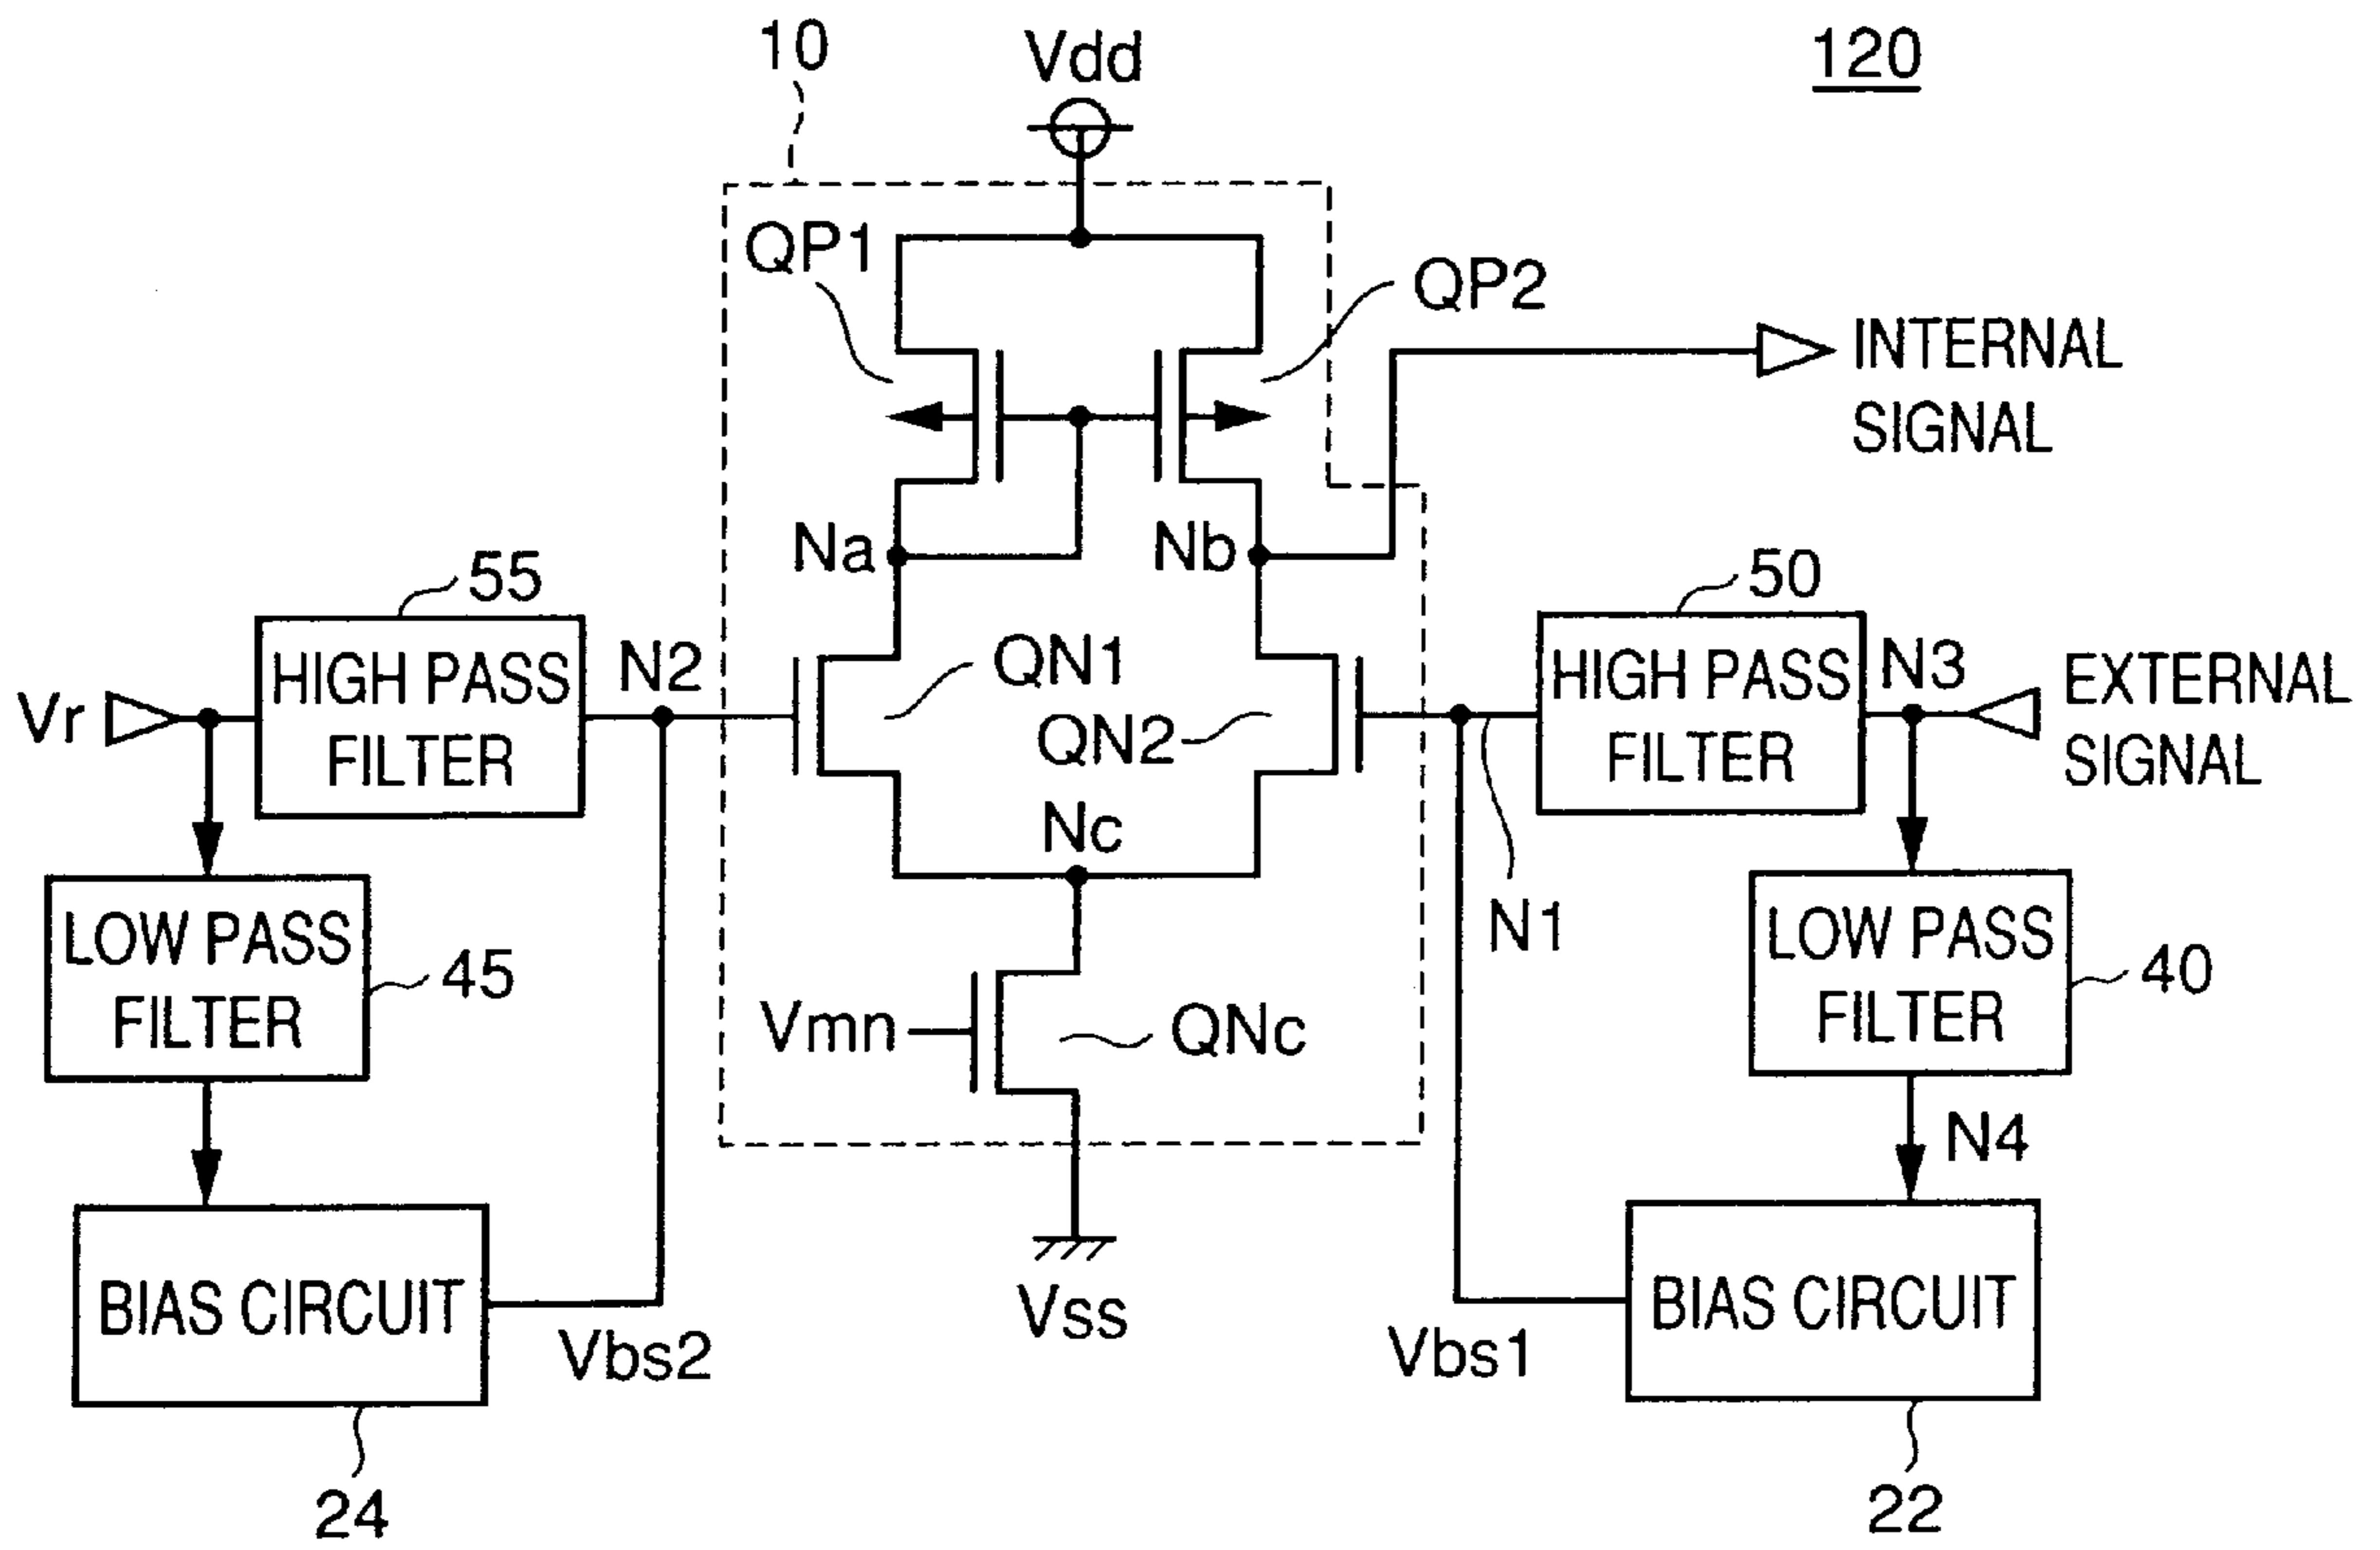 10
Vdd
120
QP1
QP2
INTERNAL
SIGNAL
Na
Nb
55
50
HIGH PASS
FILTER
N2
QN1
QN2
HIGH PASS
FILTER
N3
EXTERNAL
SIGNAL
Vr
Nc
N1
LOW PASS
FILTER
45
LOW PASS
FILTER
40
Vmn
QNc
N4
BIAS CIRCUIT
Vbs2
Vss
Vbs1
BIAS CIRCUIT
24
22